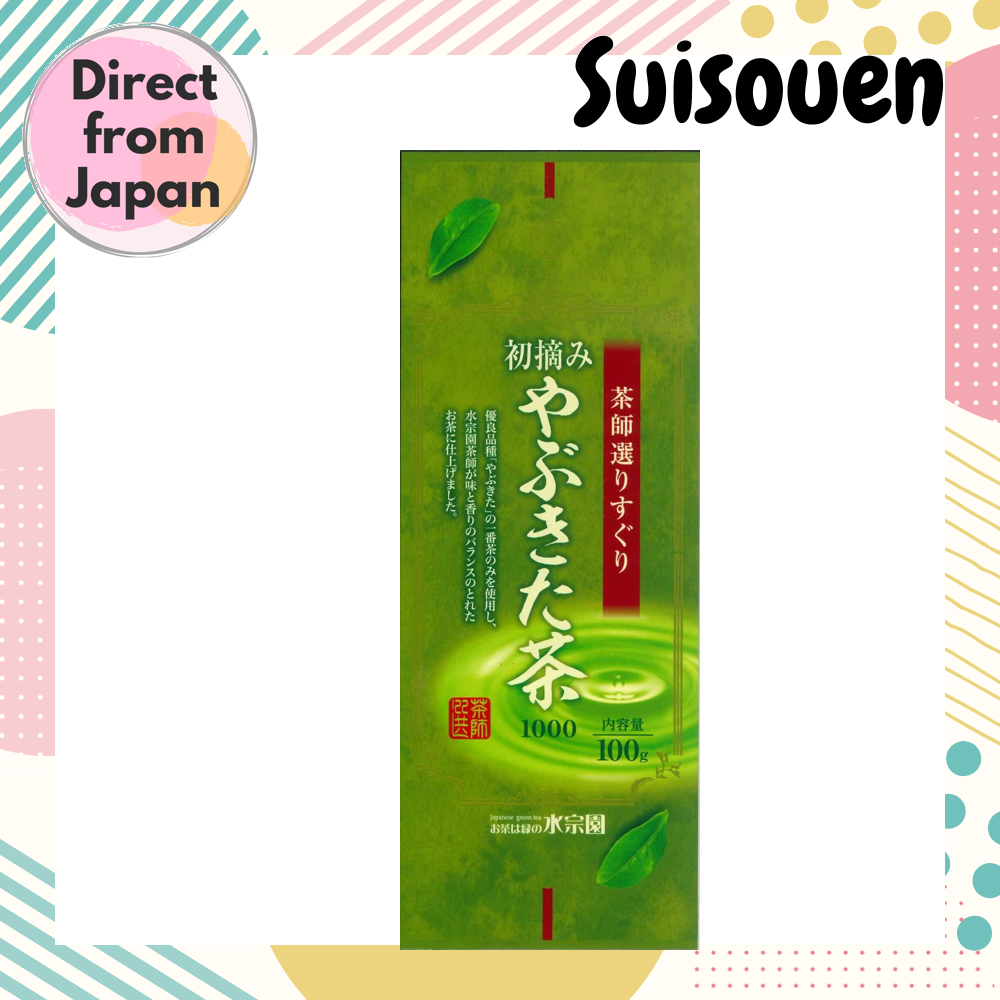 Direct
from
Japan
Suisouen
茶師選りすぐり
初摘み
やぶきた茶
1000
優良品種「やぶきた」の一番茶のみを使用し、
水宗園茶師が味と香りのバランスのとれた
お茶に仕上げました。
内容量
100g
Japanese green tea
お茶は緑の水宗園